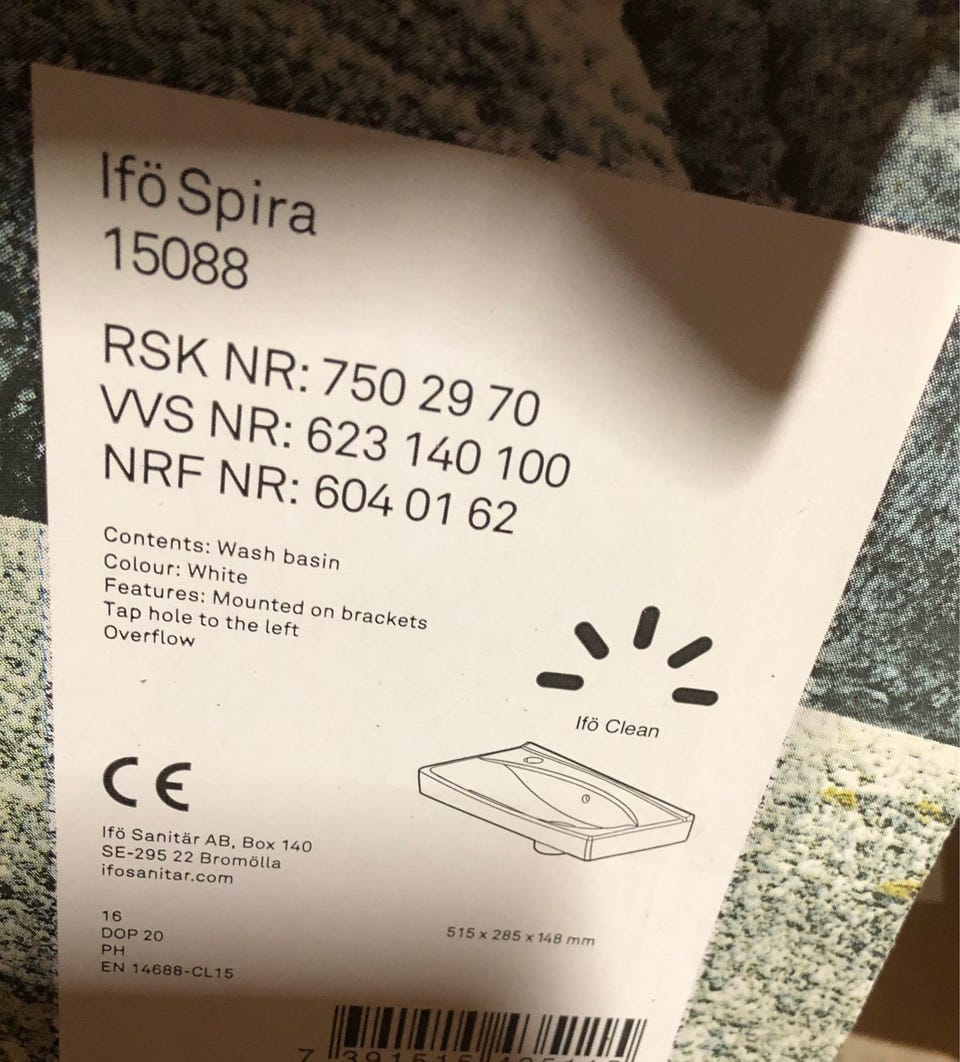 Ifö Spira
15088
RSK NR: 750 29 70
VVS NR: 623 140 100
NRF NR: 604 01 62
Contents: Wash basin
Colour: White
Features: Mounted on brackets
Tap hole to the left
Overflow
Ifö Clean
CE
Ifö Sanitär AB, Box 140
SE-295 22 Bromölla
ifosanitar.com
16
DOP 20
PH
EN 14688-CL15
515 x 285 x 148 mm